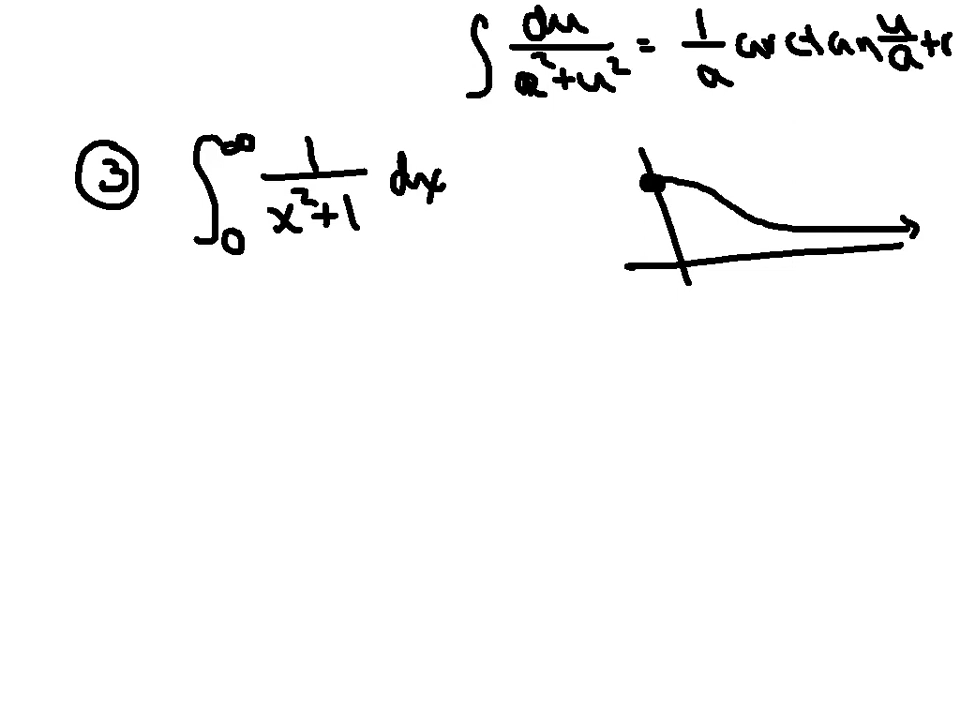 ∫ du/(a²+u²) = 1/a arctan u/a + c
③ ∫₀^∞ 1/(x²+1) dx